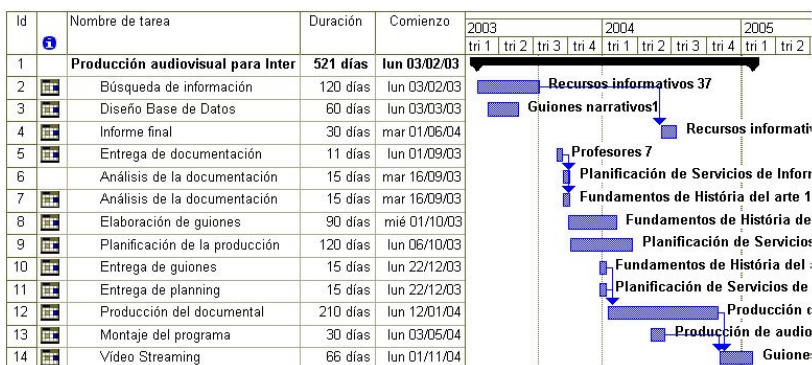 Id Nombre de tarea Duración Comienzo 2003 2004 2005
tri 1 tri 2 tri 3 tri 4 tri 1 tri 2 tri 3 tri 4 tri 1 tri 2
1 Producción audiovisual para Inter 521 días lun 03/02/03
2 Búsqueda de información 120 días lun 03/02/03 Recursos informativos 37
3 Diseño Base de Datos 60 días lun 03/03/03 Guiones narrativos1
4 Informe final 30 días mar 01/06/04 Recursos informativ
5 Entrega de documentación 11 días lun 01/09/03 Profesores 7
6 Análisis de la documentación 15 días mar 16/09/03 Planificación de Servicios de Infor
7 Análisis de la documentación 15 días mar 16/09/03 Fundamentos de História del arte 1
8 Elaboración de guiones 90 días mié 01/10/03 Fundamentos de História de
9 Planificación de la producción 120 días lun 06/10/03 Planificación de Servicios
10 Entrega de guiones 15 días lun 22/12/03 Fundamentos de História del
11 Entrega de planning 15 días lun 22/12/03 Planificación de Servicios de
12 Producción del documental 210 días lun 12/01/04 Producción d
13 Montaje del programa 30 días lun 03/05/04 Producción de audio
14 Vídeo Streaming 66 días lun 01/11/04 Guiones